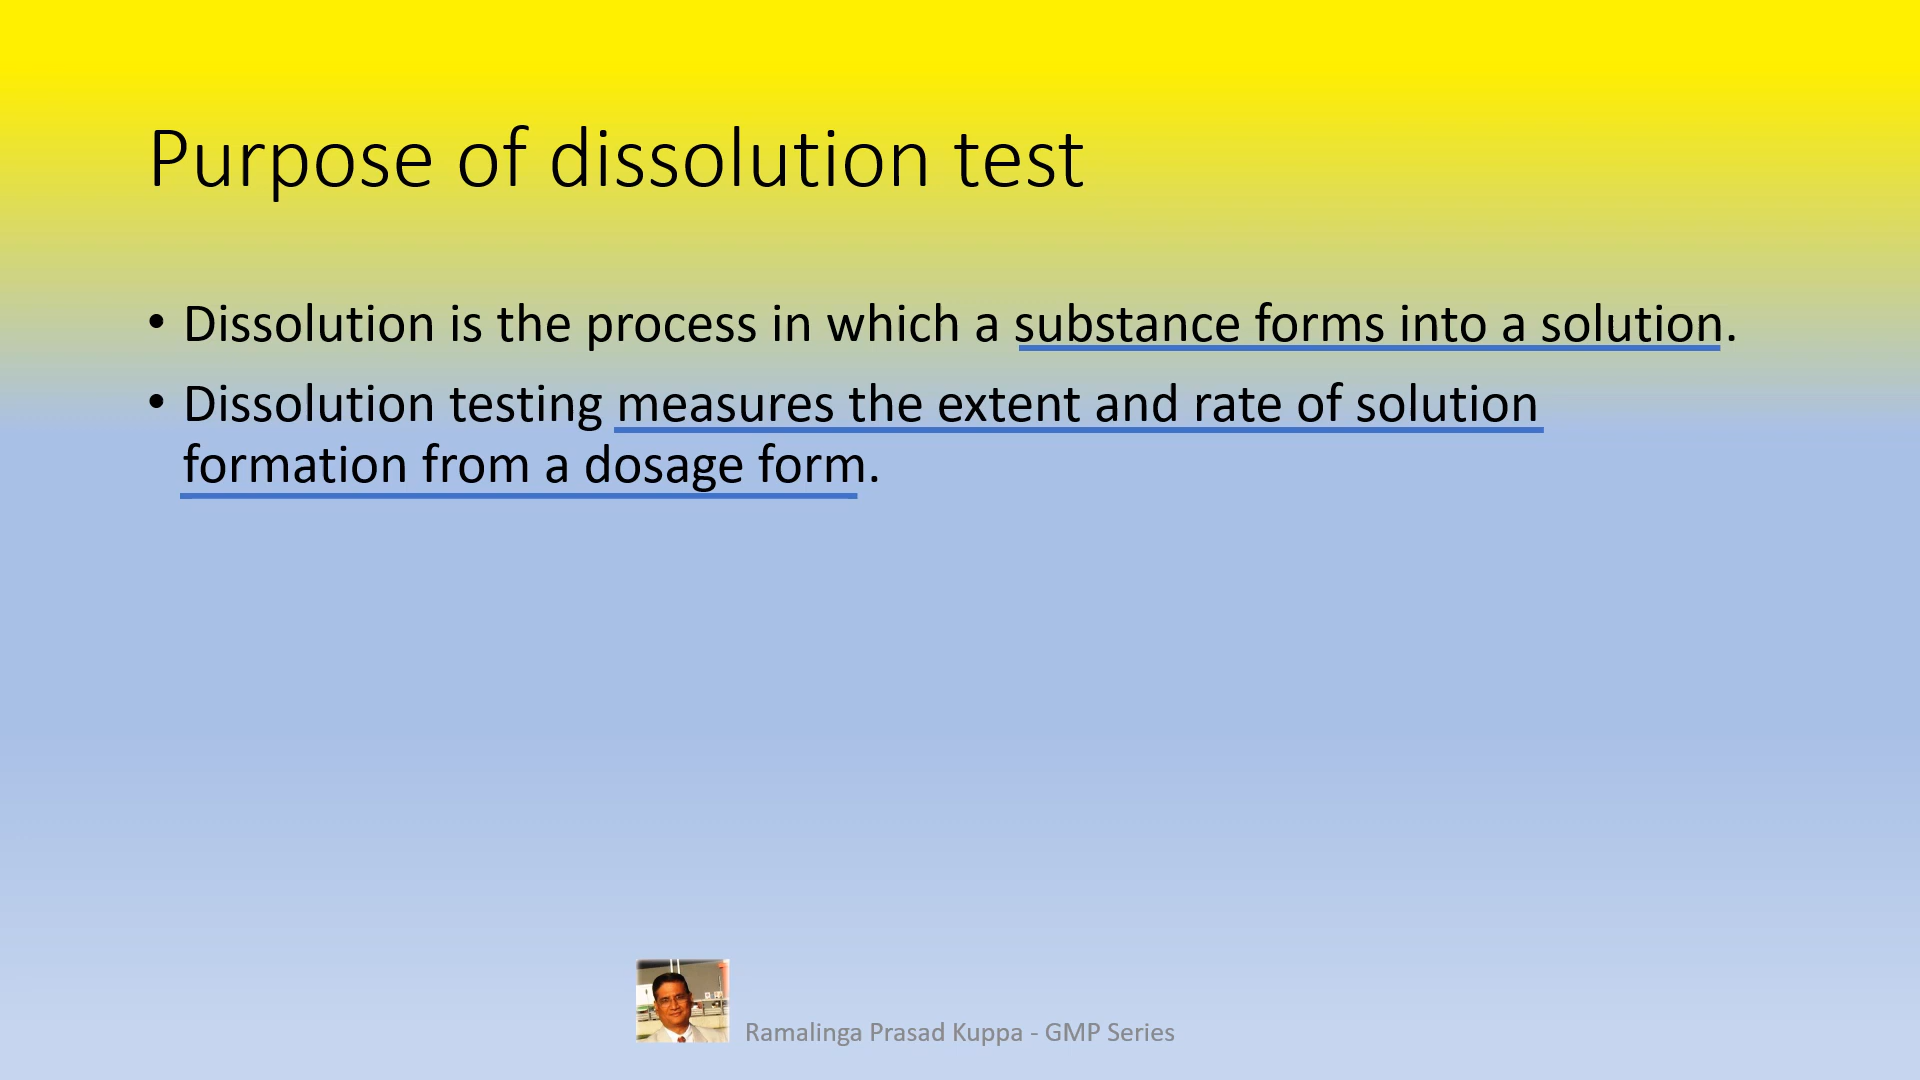 Purpose of dissolution test
• Dissolution is the process in which a substance forms into a solution.
• Dissolution testing measures the extent and rate of solution
formation from a dosage form.
Ramalinga Prasad Kuppa - GMP Series